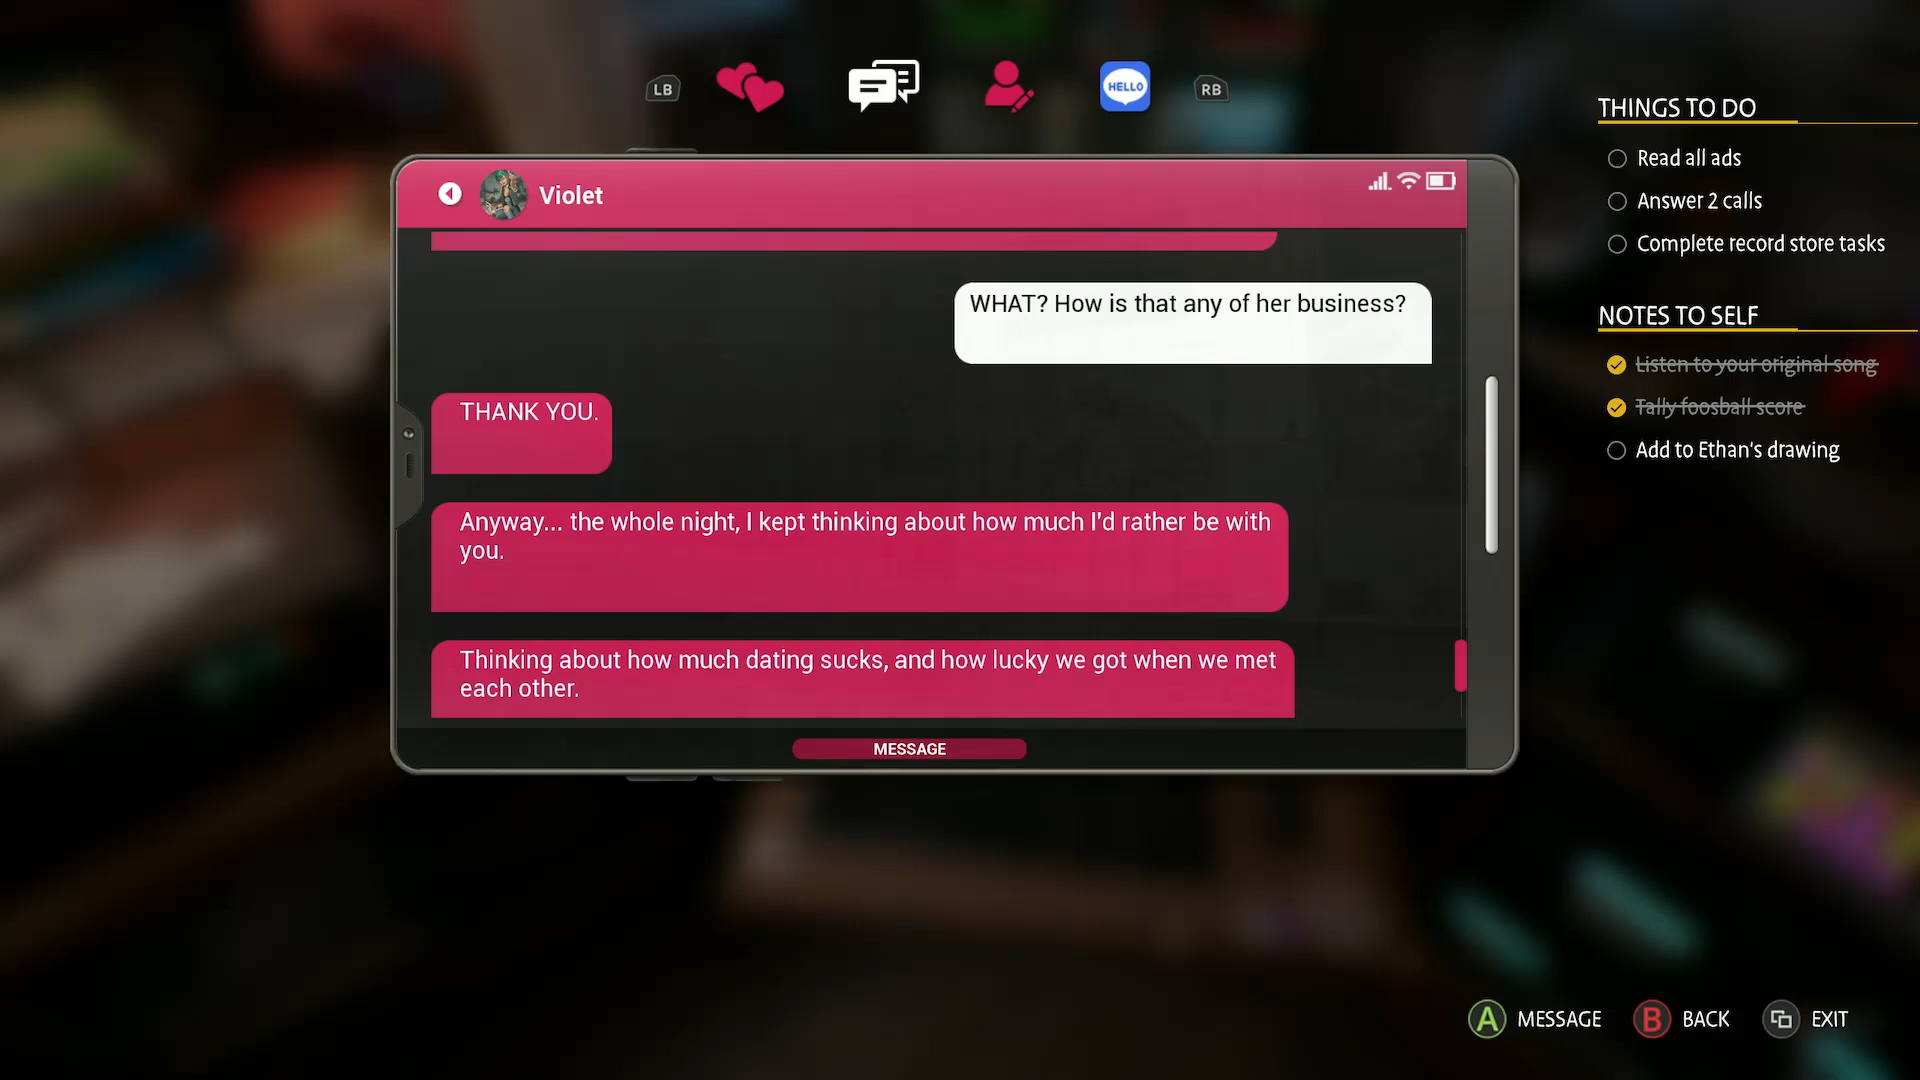 LB
HELLO
RB
Violet
WHAT? How is that any of her business?
THANK YOU.
Anyway... the whole night, I kept thinking about how much I'd rather be with
you.
Thinking about how much dating sucks, and how lucky we got when we met
each other.
MESSAGE
THINGS TO DO
Read all ads
Answer 2 calls
Complete record store tasks
NOTES TO SELF
Listen to your original song
Tally foosball score
Add to Ethan's drawing
A MESSAGE B BACK EXIT